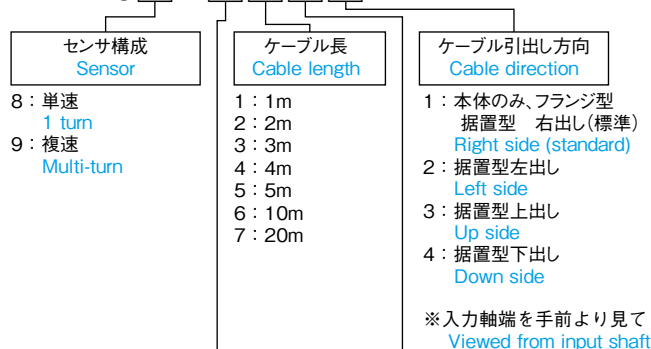 センサ構成
Sensor
8：単速
1 turn
9：複速
Multi-turn
ケーブル長
Cable length
1：1m
2：2m
3：3m
4：4m
5：5m
6：10m
7：20m
ケーブル引出し方向
Cable direction
1：本体のみ、フランジ型
据置型　右出し(標準)
Right side (standard)
2：据置型左出し
Left side
3：据置型上出し
Up side
4：据置型下出し
Down side
※入力軸端を手前より見て
Viewed from input shaft